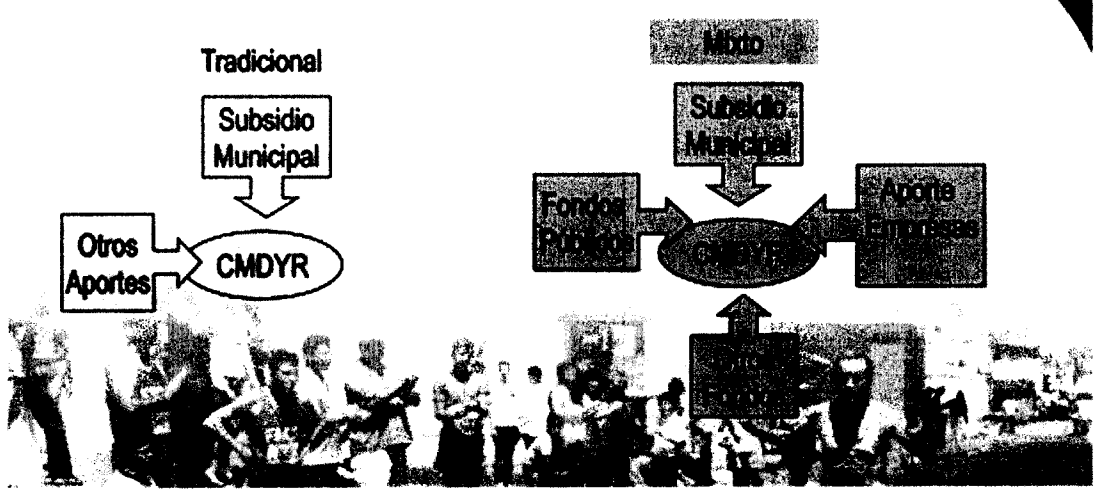 Tradicional
Subsidio
Municipal
Otros
Aportes
CMDYR
Mixto
Subsidio
Municipal
Fondos
Públicos
CMDYR
Aporte
Empresas